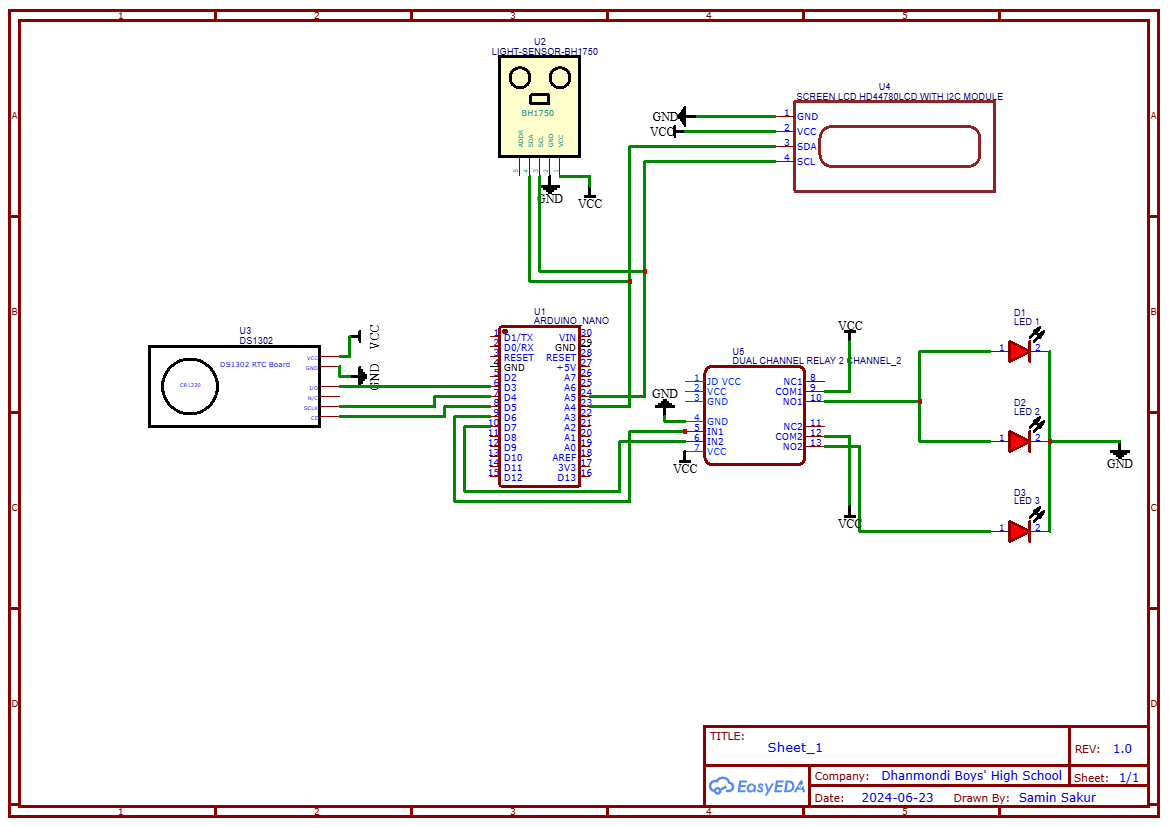 1 2 3 4 5
A A
B B
C C
D D
1 2 3 4 5
U2
LIGHT-SENSOR-BH1750
BH1750
ADDR
SDA
SCL
GND
VCC
5 4 3 2 1
GND
VCC
U4
SCREEN LCD HD44780LCD WITH I2C MODULE
GND 1 GND
VCC 2 VCC
3 SDA
4 SCL
U3
DS1302
DS1302 RTC Board
CR1220
VCC
GND
I/O
N/C
SCLK
CE
VCC
GND
U1
ARDUINO_NANO
1 D1/TX VIN 30
2 D0/RX GND 29
3 RESET RESET 28
4 GND +5V 27
5 D2 A7 26
6 D3 A6 25
7 D4 A5 24
8 D5 A4 23
9 D6 A3 22
10 D7 A2 21
11 D8 A1 20
12 D9 A0 19
13 D10 AREF 18
14 D11 3V3 17
15 D12 D13 16
U5
DUAL CHANNEL RELAY 2 CHANNEL_2
VCC
1 JD VCC NC1 8
2 VCC COM1 9
3 GND NO1 10
GND
4 GND NC2 11
5 IN1 COM2 12
6 IN2 NO2 13
7 VCC
VCC
VCC
D1
LED 1
1 2
D2
LED 2
1 2
GND
D3
LED 3
1 2
TITLE:
Sheet_1
REV: 1.0
EasyEDA
Company: Dhanmondi Boys' High School
Sheet: 1/1
Date: 2024-06-23 Drawn By: Samin Sakur